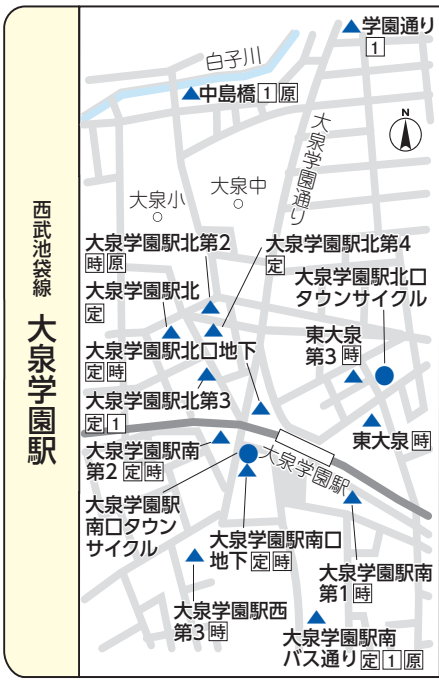 西武池袋線 大泉学園駅
学園通り
1
白子川
中島橋 1 原
N
大泉学園通り
大泉中
大泉小
大泉学園駅北第2
時 原
大泉学園駅北第4
定
大泉学園駅北
定
大泉学園駅北口
タウンサイクル
東大泉
第3 時
大泉学園駅北口地下
定 時
大泉学園駅北第3
定 1
東大泉 時
大泉学園駅南
第2 定 時
大泉学園駅
大泉学園駅
南口タウン
サイクル
大泉学園駅南口
地下 定 時
大泉学園駅南
第1 時
大泉学園駅西
第3 時
大泉学園駅南
バス通り 定 1 原